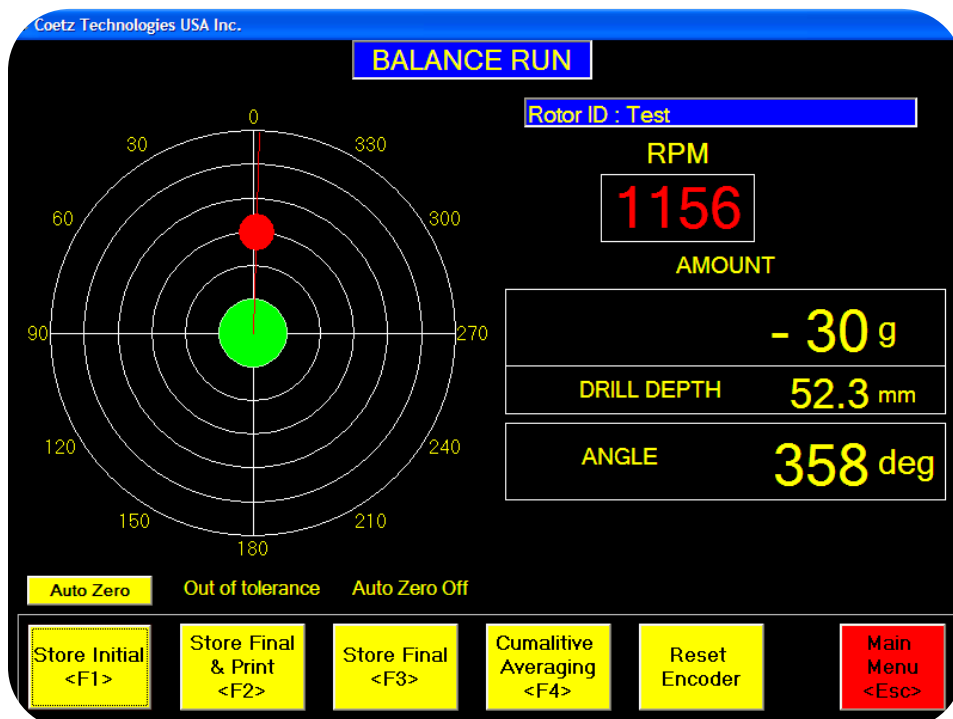 Coetz Technologies USA Inc.
BALANCE RUN
Rotor ID : Test
RPM
1156
AMOUNT
- 30 g
DRILL DEPTH 52.3 mm
ANGLE 358 deg
0
30 330
60 300
90 270
120 240
150 210
180
Auto Zero Out of tolerance Auto Zero Off
Store Initial
<F1>
Store Final
& Print
<F2>
Store Final
<F3>
Cumalitive
Averaging
<F4>
Reset
Encoder
Main
Menu
<Esc>